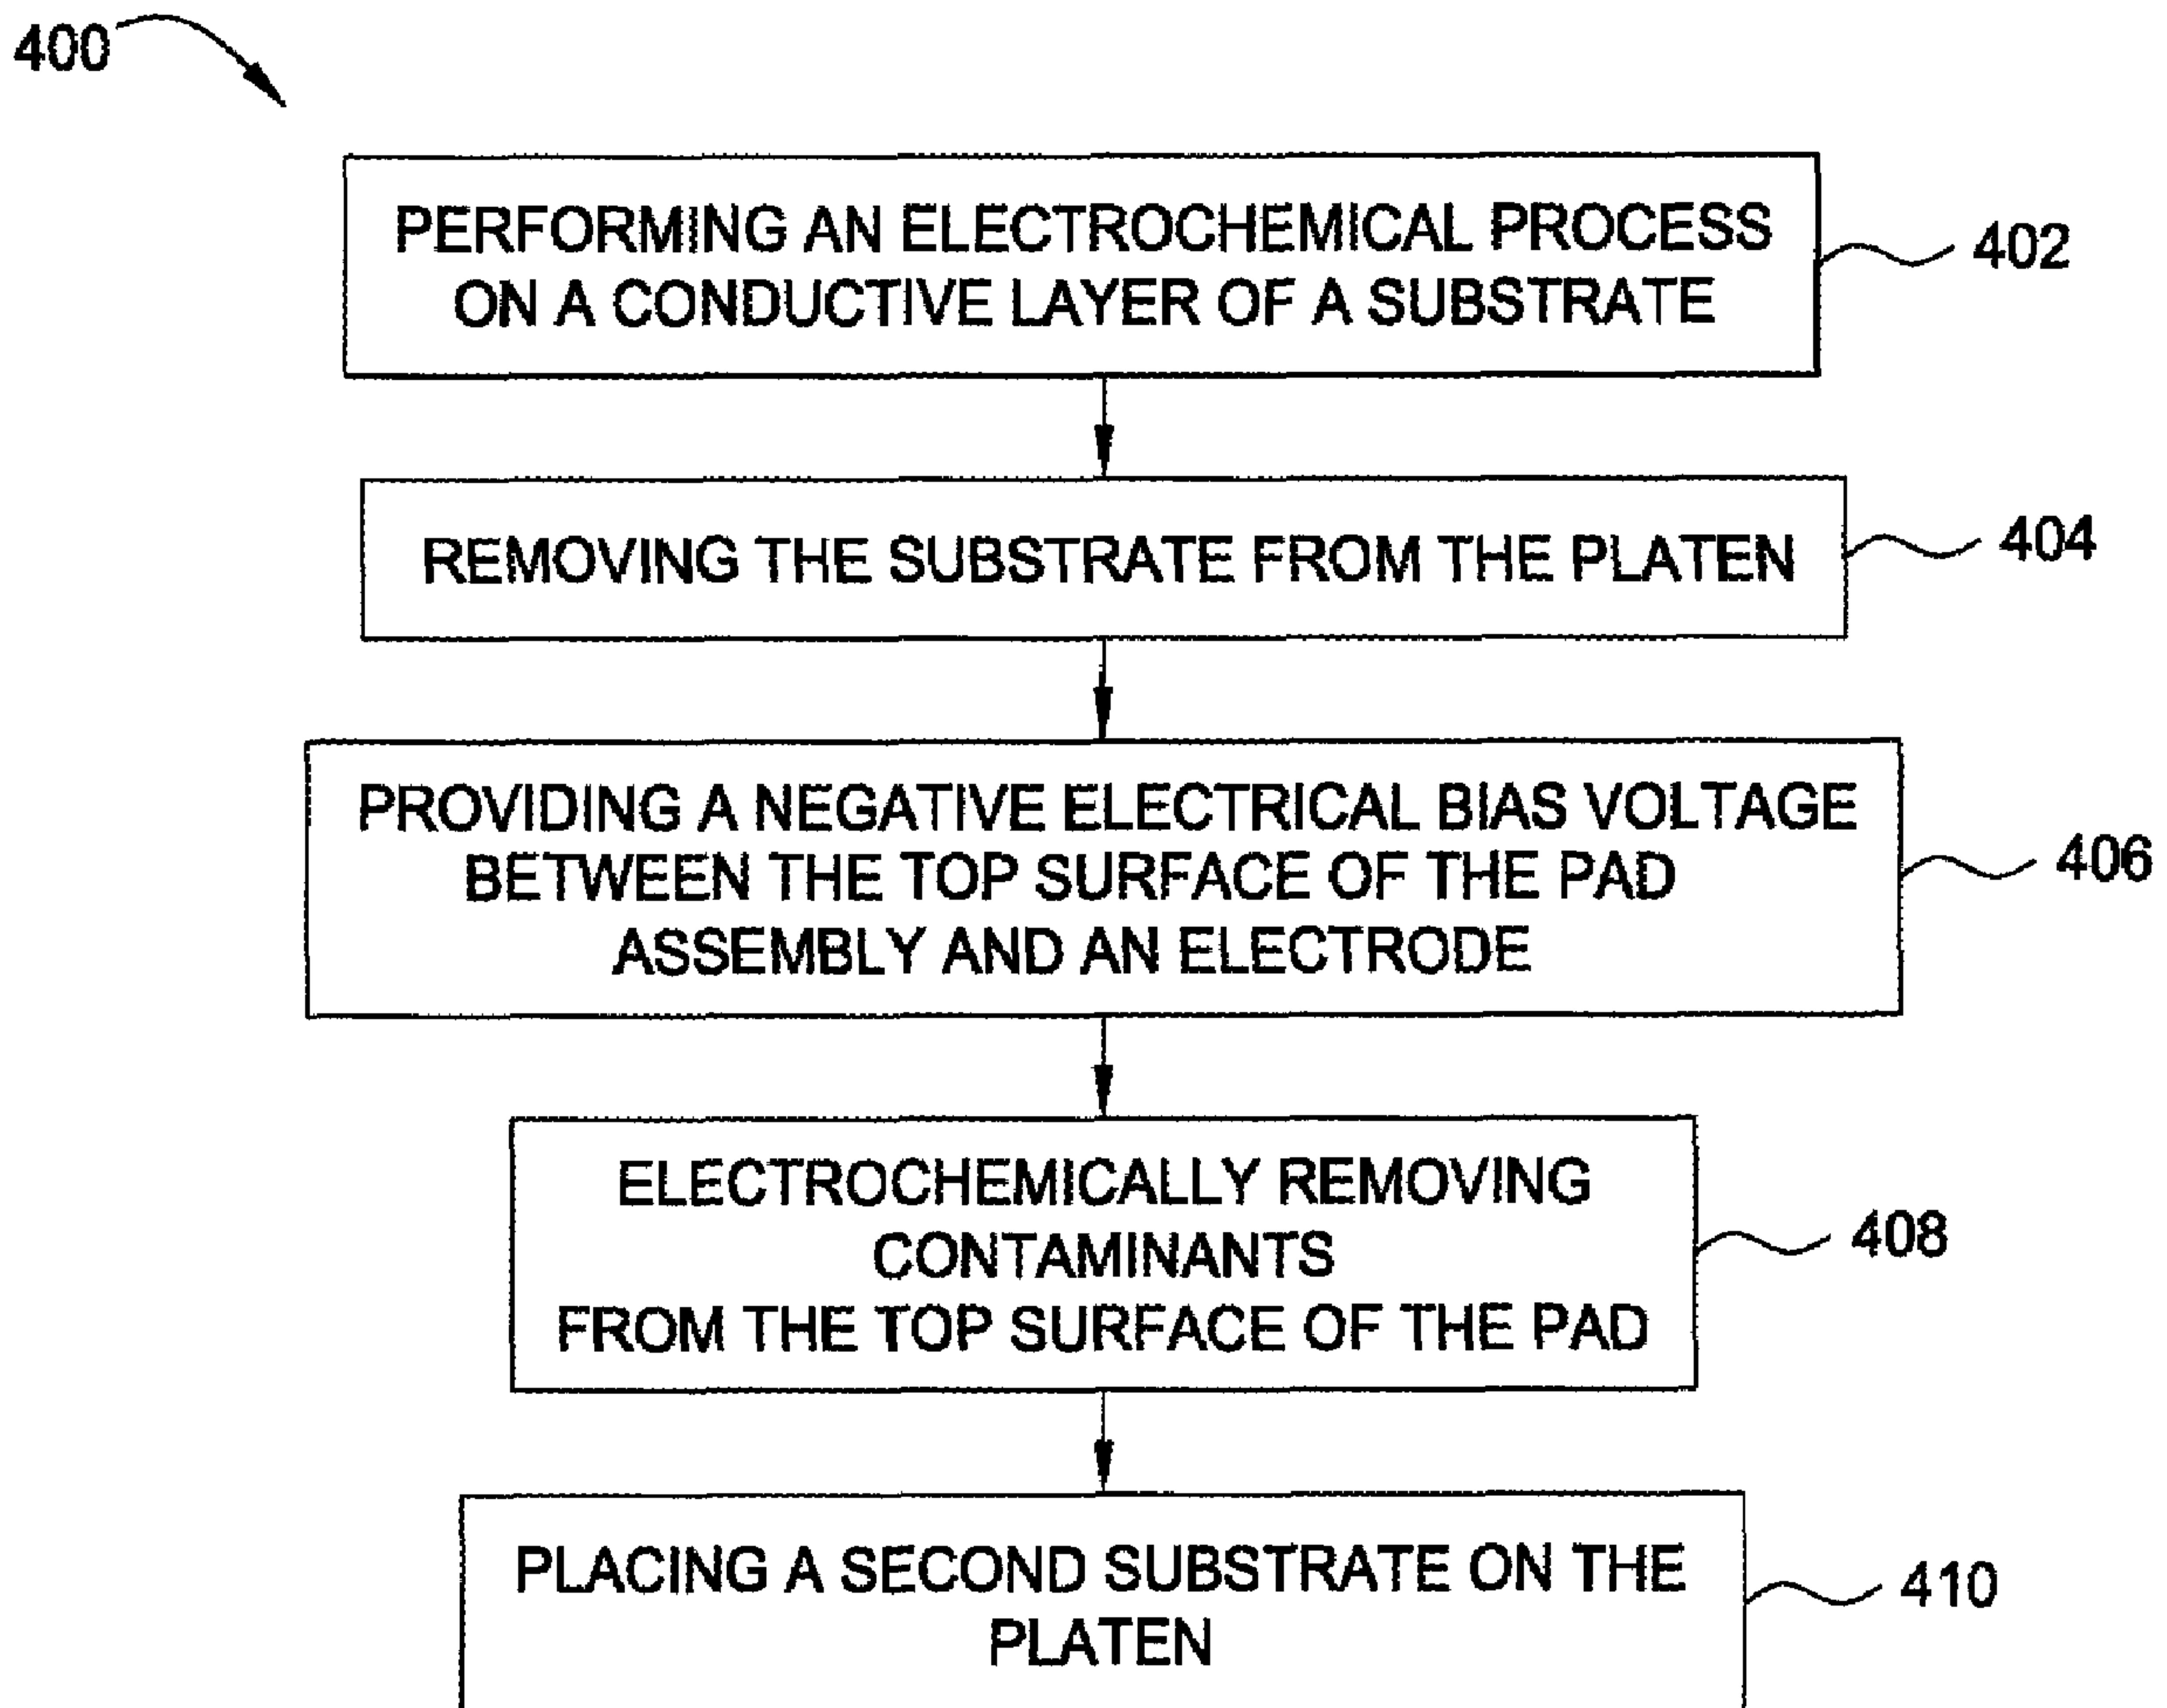 400
PERFORMING AN ELECTROCHEMICAL PROCESS
ON A CONDUCTIVE LAYER OF A SUBSTRATE
402
REMOVING THE SUBSTRATE FROM THE PLATEN
404
PROVIDING A NEGATIVE ELECTRICAL BIAS VOLTAGE
BETWEEN THE TOP SURFACE OF THE PAD
ASSEMBLY AND AN ELECTRODE
406
ELECTROCHEMICALLY REMOVING
CONTAMINANTS
FROM THE TOP SURFACE OF THE PAD
408
PLACING A SECOND SUBSTRATE ON THE
PLATEN
410